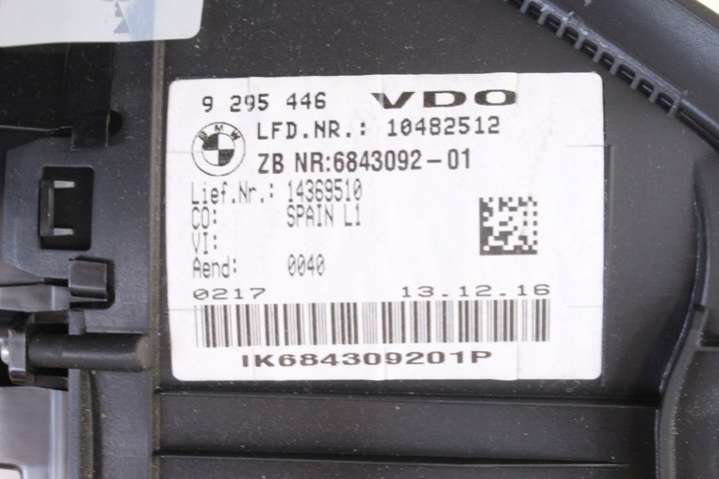 9 295 446 VDO
BMW LFD.NR.: 10482512
ZB NR:6843092-01
Lief.Nr.: 14369510
CO: SPAIN L1
VI:
Aend: 0040
0217 13.12.16
IK684309201P